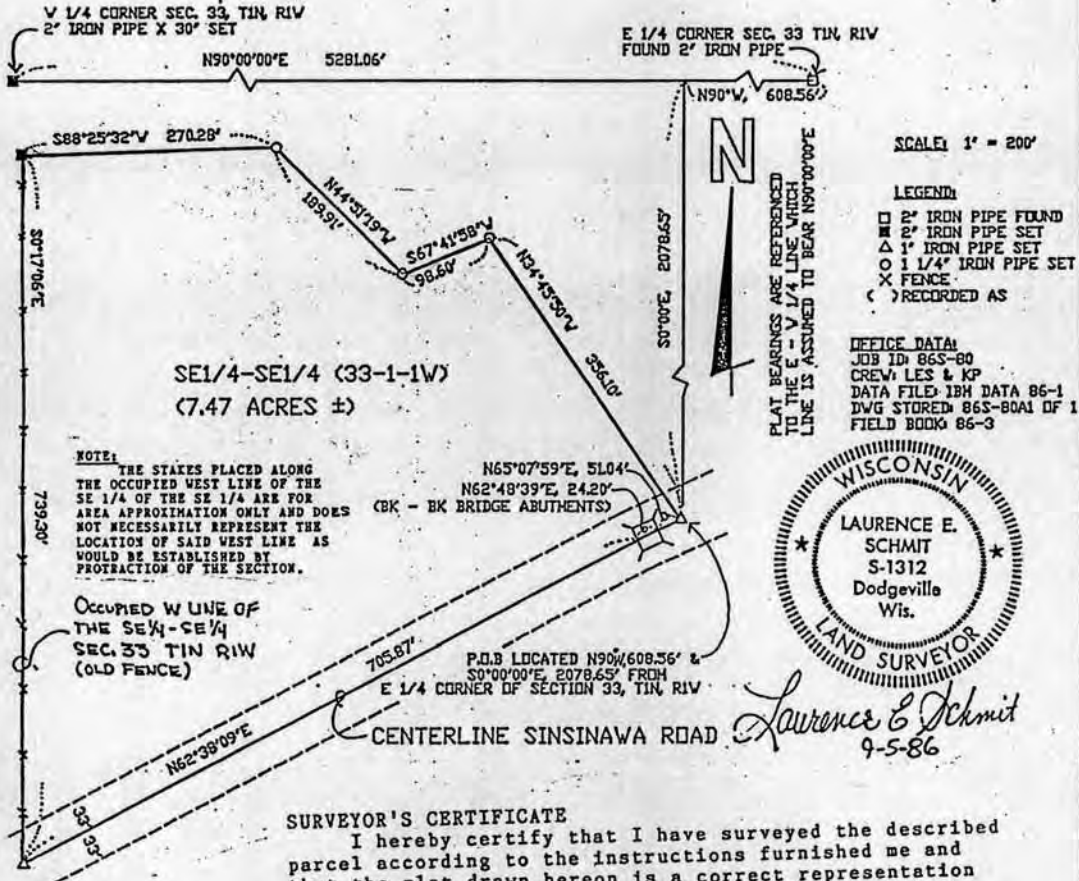 W 1/4 CORNER SEC. 33, T1N, R1W
2" IRON PIPE X 30" SET
E 1/4 CORNER SEC. 33 T1N, R1W
FOUND 2" IRON PIPE
N90°00'00"E 5281.06'
N90°W, 608.56'
S88°25'32"W 270.28'
N44°51'19"W
189.91'
S67°41'58"W
98.60'
N34°45'50"W
356.10'
S0°00'E, 2078.65'
N
PLAT BEARINGS ARE REFERENCED
TO THE E - W 1/4 LINE WHICH
LINE IS ASSUMED TO BEAR N90°00'00"E
SCALE: 1" = 200'
LEGEND:
□ 2" IRON PIPE FOUND
■ 2" IRON PIPE SET
△ 1" IRON PIPE SET
○ 1 1/4" IRON PIPE SET
X FENCE
( ) RECORDED AS
OFFICE DATA:
JOB ID: 86S-80
CREW: LES & KP
DATA FILE: IBM DATA 86-1
DWG STORED: 86S-80A1 OF 1
FIELD BOOK: 86-3
S0°17'06"E
739.30'
SE1/4-SE1/4 (33-1-1W)
(7.47 ACRES ±)
NOTE:
THE STAKES PLACED ALONG
THE OCCUPIED WEST LINE OF THE
SE 1/4 OF THE SE 1/4 ARE FOR
AREA APPROXIMATION ONLY AND DOES
NOT NECESSARILY REPRESENT THE
LOCATION OF SAID WEST LINE AS
WOULD BE ESTABLISHED BY
PROTRACTION OF THE SECTION.
N65°07'59"E, 51.04'
N62°48'39"E, 24.20'
(BK - BK BRIDGE ABUTMENTS)
OCCUPIED W LINE OF
THE SE1/4-SE1/4
SEC. 33 T1N R1W
(OLD FENCE)
705.87'
N62°38'09"E
33' 33'
P.O.B LOCATED N90W,608.56' &
S0°00'00"E, 2078.65' FROM
E 1/4 CORNER OF SECTION 33, T1N, R1W
CENTERLINE SINSINAWA ROAD
WISCONSIN
LAURENCE E.
SCHMIT
S-1312
Dodgeville
Wis.
LAND SURVEYOR
Laurence E Schmit
9-5-86
SURVEYOR'S CERTIFICATE
I hereby certify that I have surveyed the described
parcel according to the instructions furnished me and
that the plat drawn hereon is a correct representation